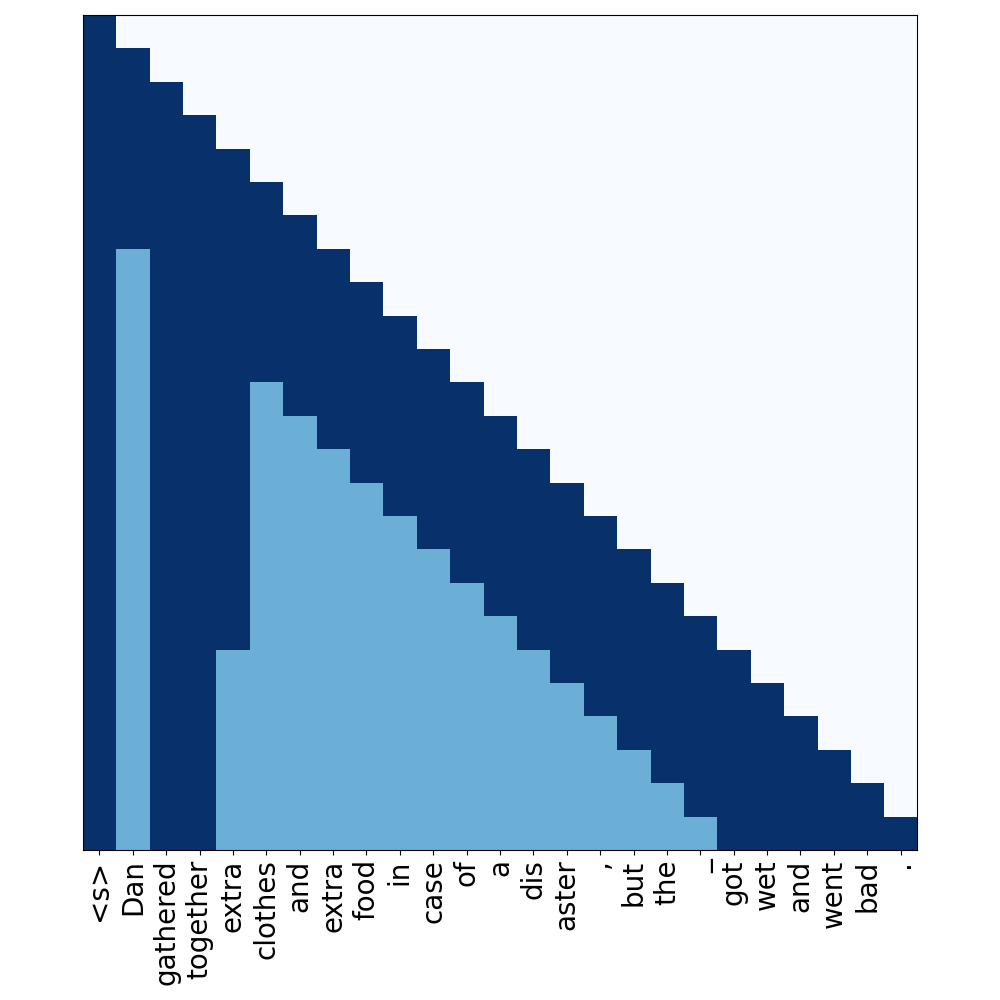 <s> Dan gathered together extra clothes and extra food in case of a dis aster , but the _ got wet and went bad .